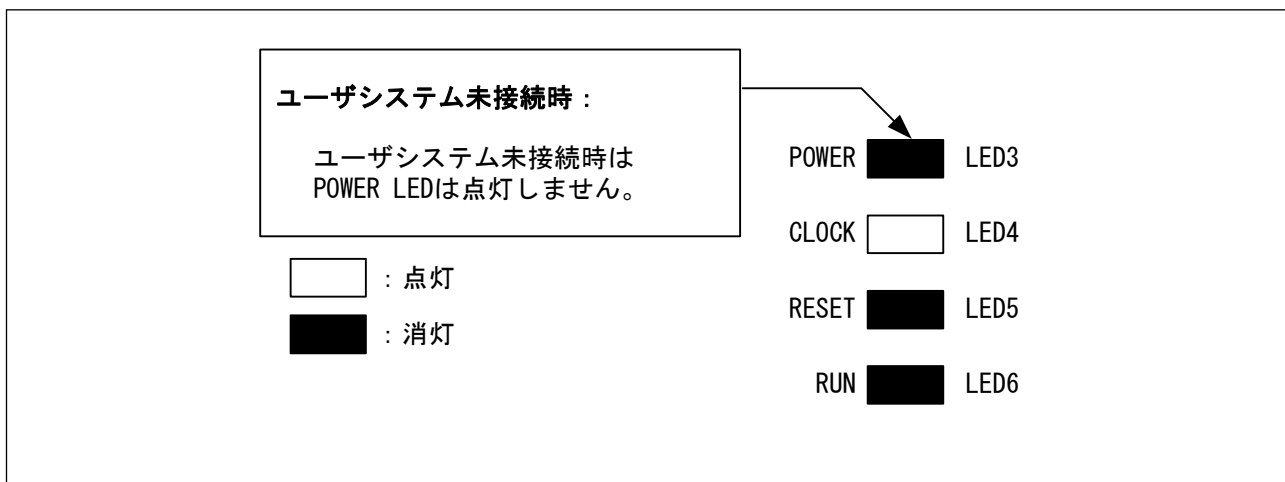 ユーザシステム未接続時：
ユーザシステム未接続時は
POWER LEDは点灯しません。
：点灯
：消灯
POWER LED3
CLOCK LED4
RESET LED5
RUN LED6